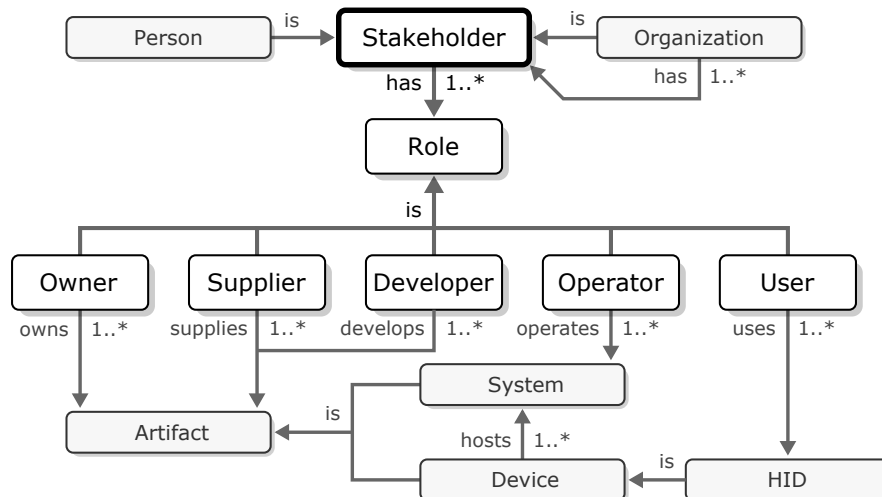 is
is
Person
Stakeholder
Organization
has 1..*
has 1..*
Role
is
Owner
Supplier
Developer
Operator
User
owns 1..*
supplies 1..*
develops 1..*
operates 1..*
uses 1..*
System
is
Artifact
hosts 1..*
is
Device
HID